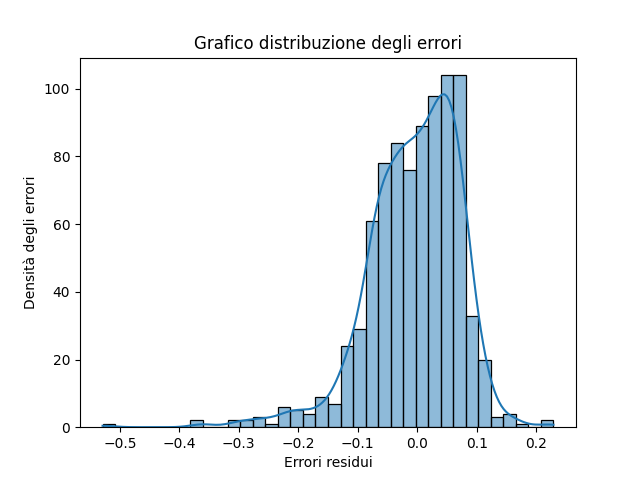 Grafico distribuzione degli errori
Densità degli errori
100
80
60
40
20
0
−0.5 −0.4 −0.3 −0.2 −0.1 0.0 0.1 0.2
Errori residui